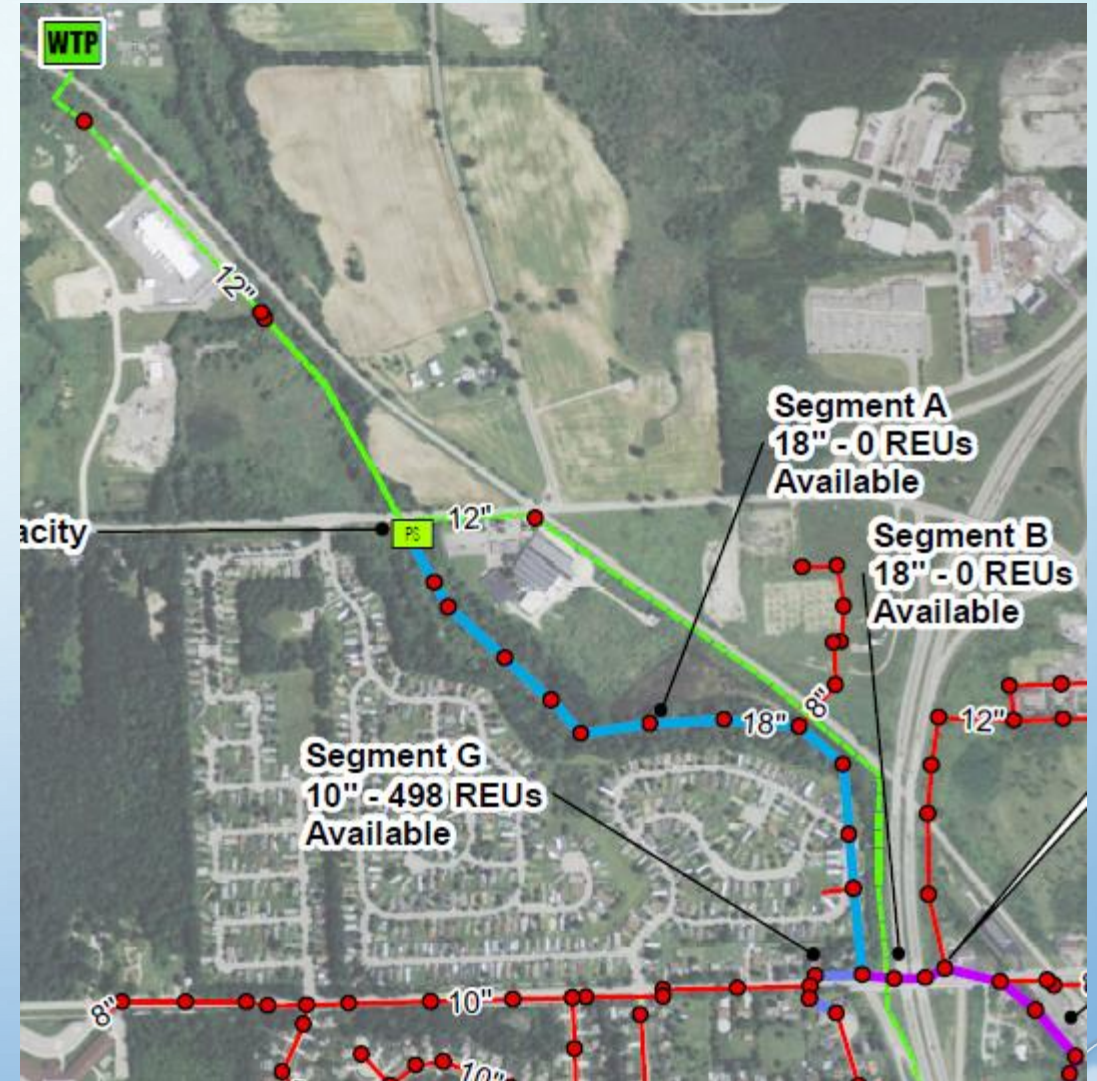 WTP
12"
Segment A
18" - 0 REUs
Available
acity
PS
12"
Segment B
18" - 0 REUs
Available
8"
18"
12"
Segment G
10" - 498 REUs
Available
8"
10"
10"